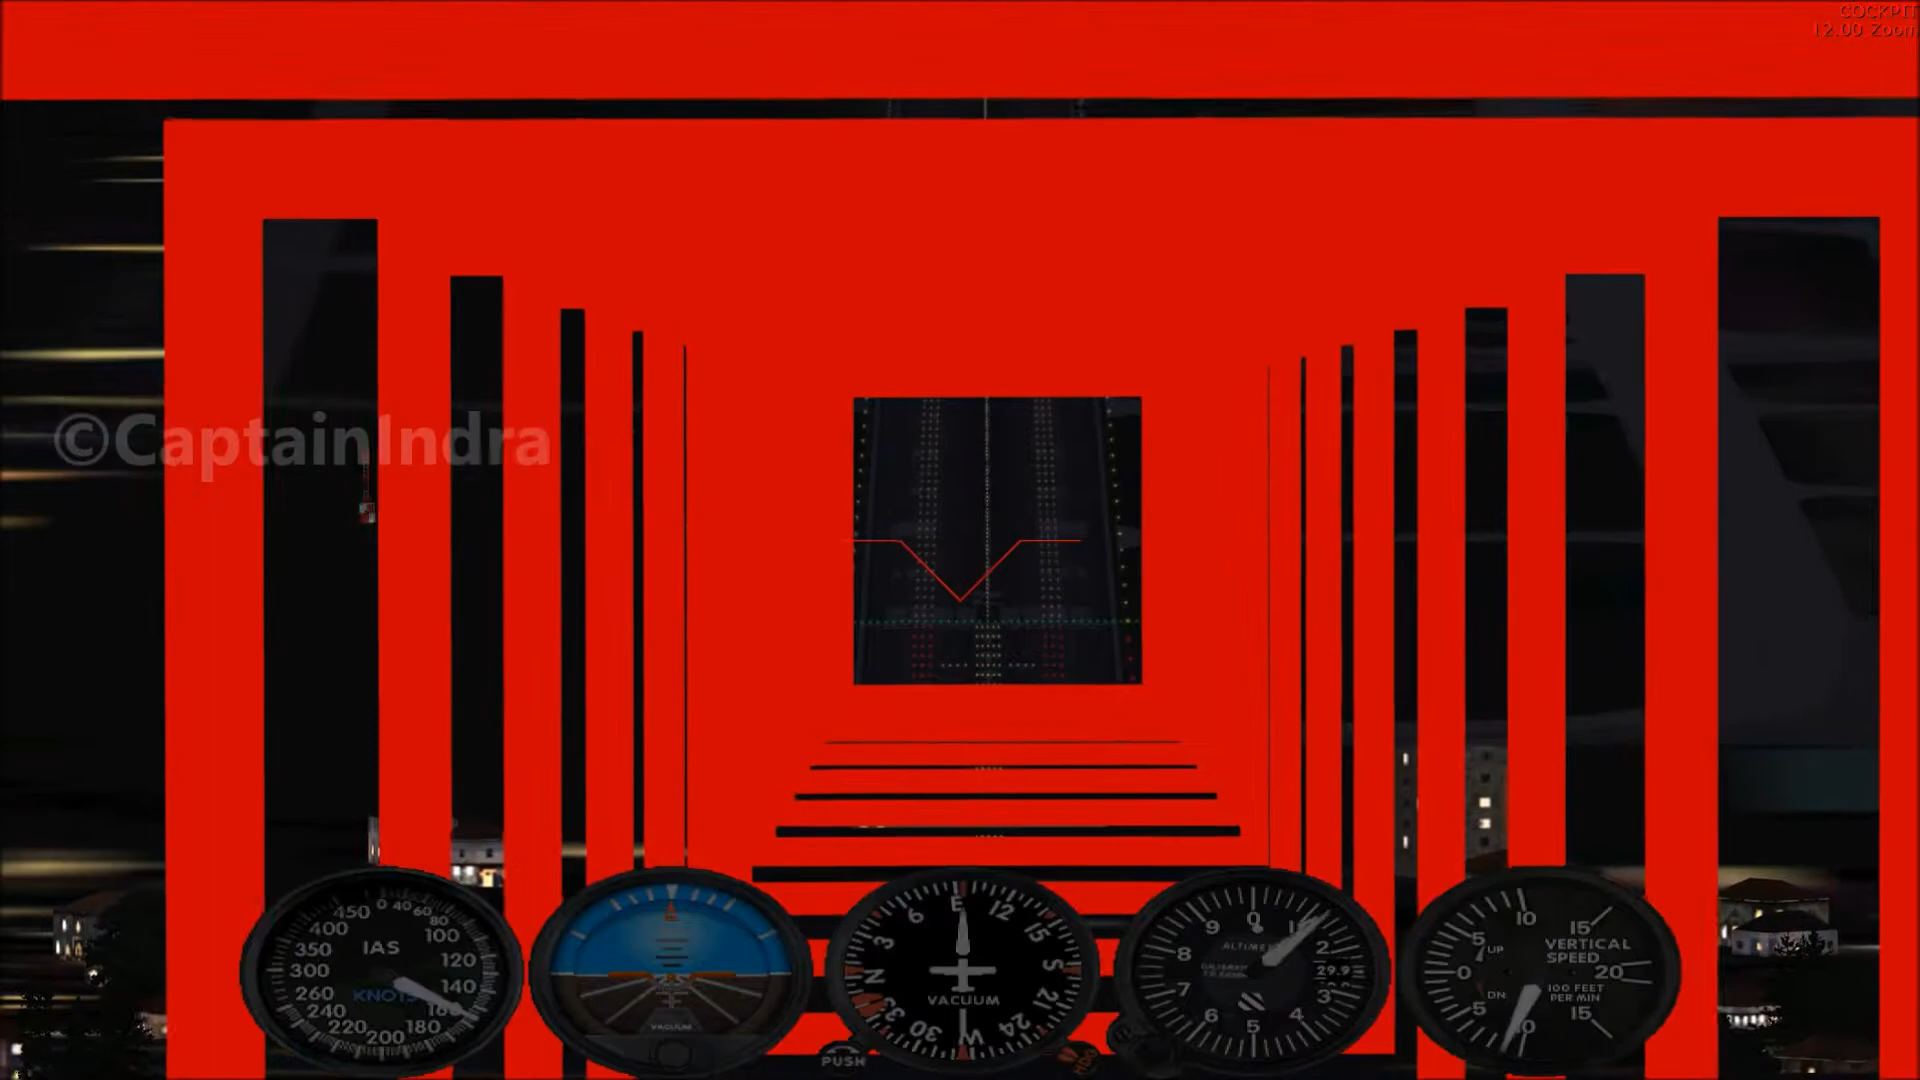 COCKPIT
12.00 Zoom
©CaptainIndra
450 0 40 60
400 80
350 IAS 100
300 120
260 KNOTS 140
240 160
220 200 180
VACUUM
6 E 12
3 15
N S
33 21
30 W 24
VACUUM
PUSH
9 0 1
8 ALTIMETER 2
29.9
7 3
6 5 4
10 15
5 UP VERTICAL
SPEED
0 20
DN 100 FEET
PER MIN
5 15
10